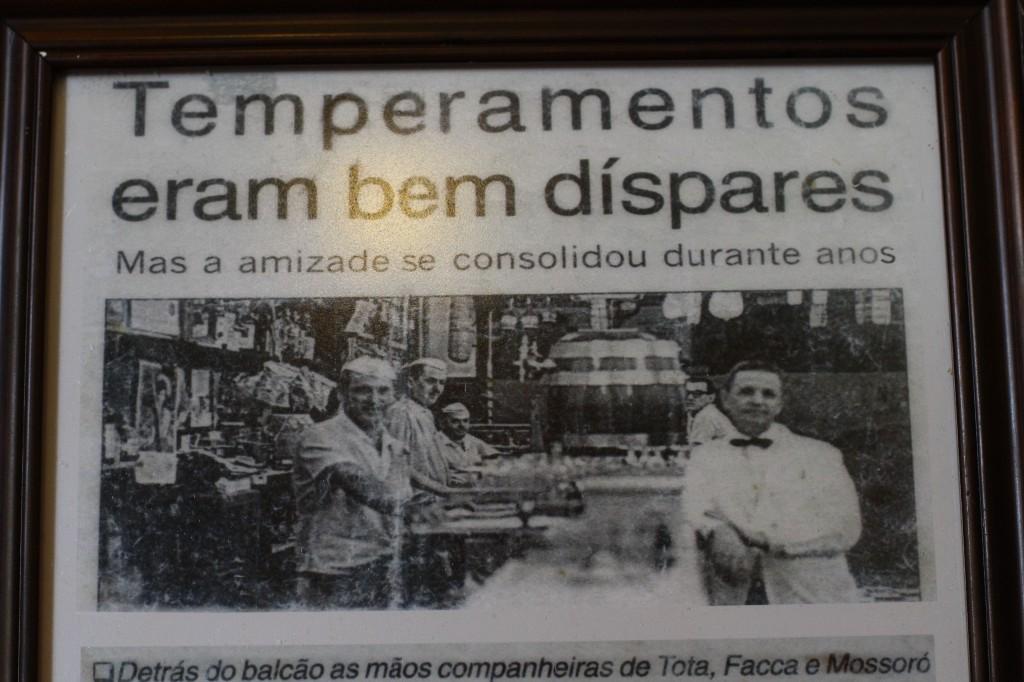 Temperamentos
eram bem díspares
Mas a amizade se consolidou durante anos
❑ Detrás do balcão as mãos companheiras de Tota, Facca e Mossoró